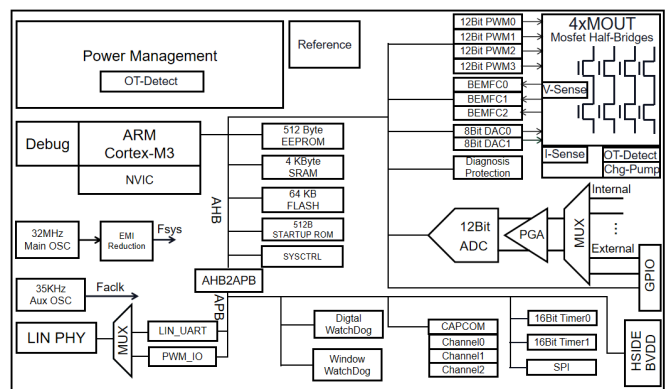 Power Management
OT-Detect
Reference
12Bit PWM0
12Bit PWM1
12Bit PWM2
12Bit PWM3
BEMFC0
BEMFC1
BEMFC2
8Bit DAC0
8Bit DAC1
Diagnosis
Protection
4xMOUT
Mosfet Half-Bridges
V-Sense
I-Sense
OT-Detect
Chg-Pump
Debug
ARM
Cortex-M3
NVIC
512 Byte
EEPROM
4 KByte
SRAM
64 KB
FLASH
512B
STARTUP ROM
SYSCTRL
AHB
32MHz
Main OSC
EMI
Reduction
Fsys
35KHz
Aux OSC
Faclk
AHB2APB
APB
12Bit
ADC
PGA
MUX
Internal
External
GPIO
LIN PHY
MUX
LIN_UART
PWM_IO
Digtal
WatchDog
Window
WatchDog
CAPCOM
Channel0
Channel1
Channel2
16Bit Timer0
16Bit Timer1
SPI
HSIDE
BVDD